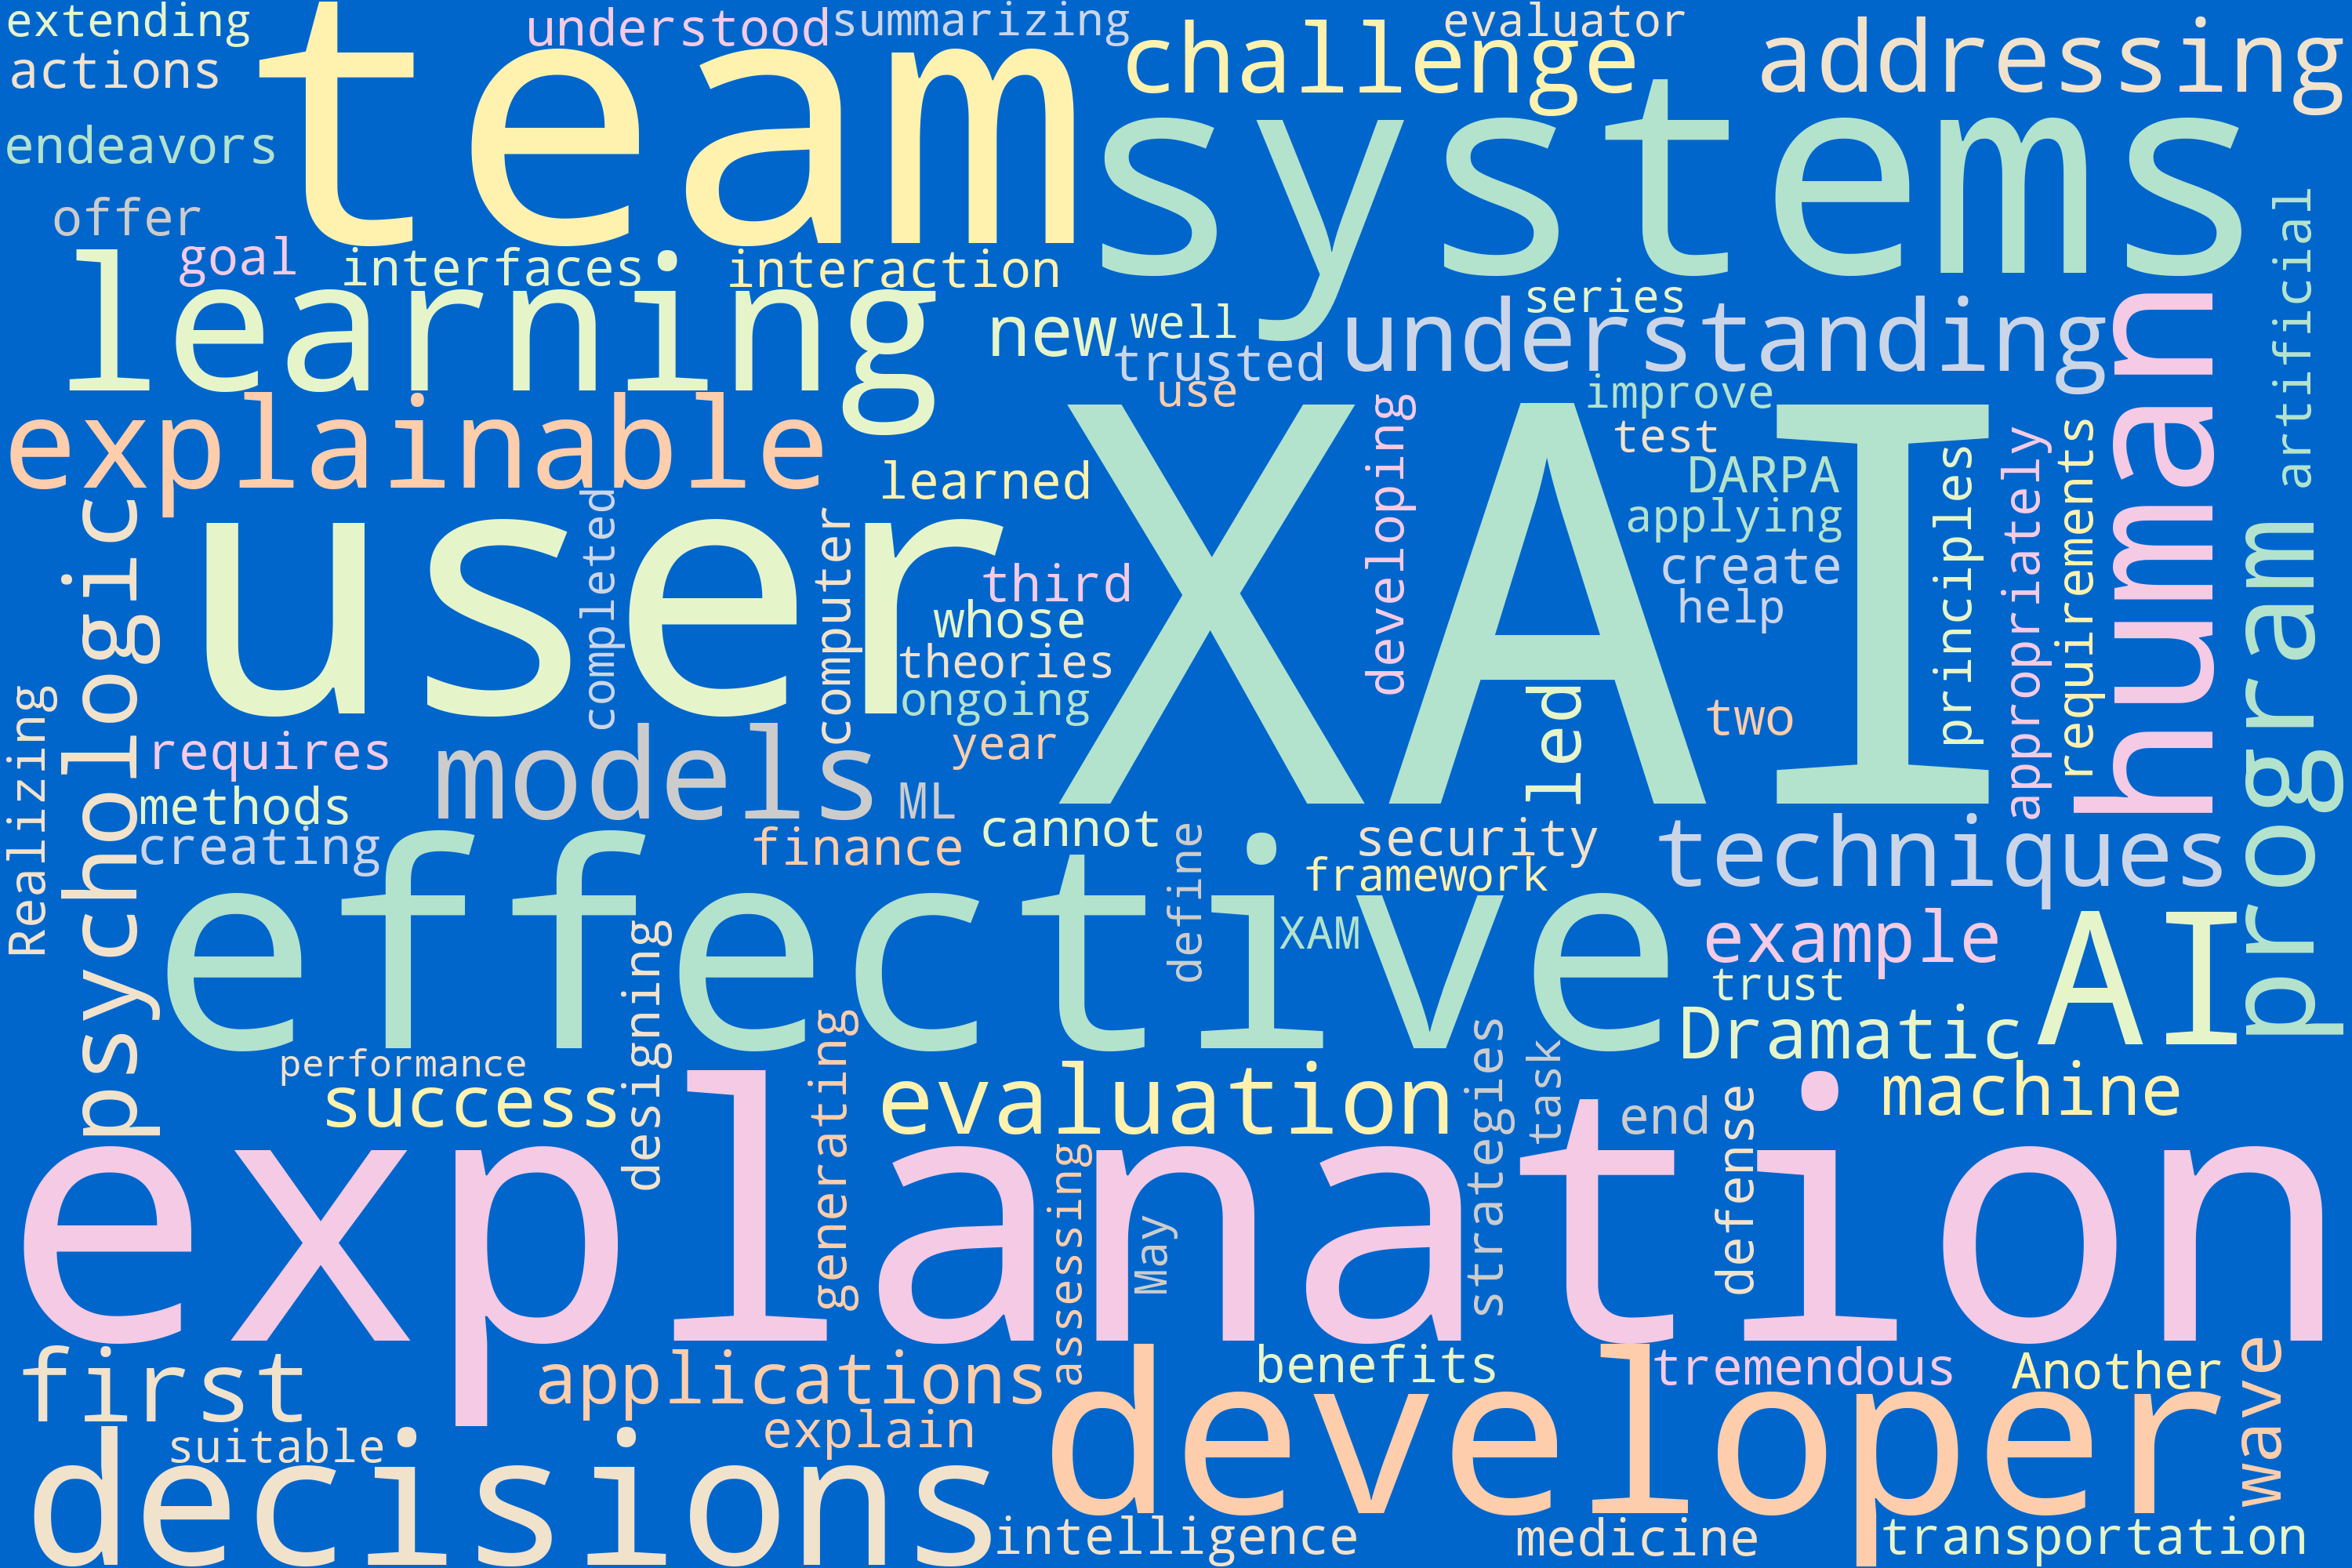 extending
understood
summarizing
evaluator
team
challenge
addressing
actions
systems
endeavors
artificial
offer
goal
interfaces
interaction
learning
series
human
new
well
understanding
trusted
use
improve
explainable
developing
test
principles
appropriately
requirements
learned
DARPA
psychologic
completed
computer
user
XAI
applying
program
third
create
whose
help
theories
ongoing
led
two
Realizing
requires
models
year
methods
ML
creating
finance
cannot
security
techniques
define
framework
effective
XAM
example
AI
designing
trust
performance
generating
strategies
task
Dramatic
success
evaluation
end
defense
machine
explanation
assessing
May
first
applications
benefits
tremendous
Another
wave
explain
developer
suitable
decisions
intelligence
medicine
transportation